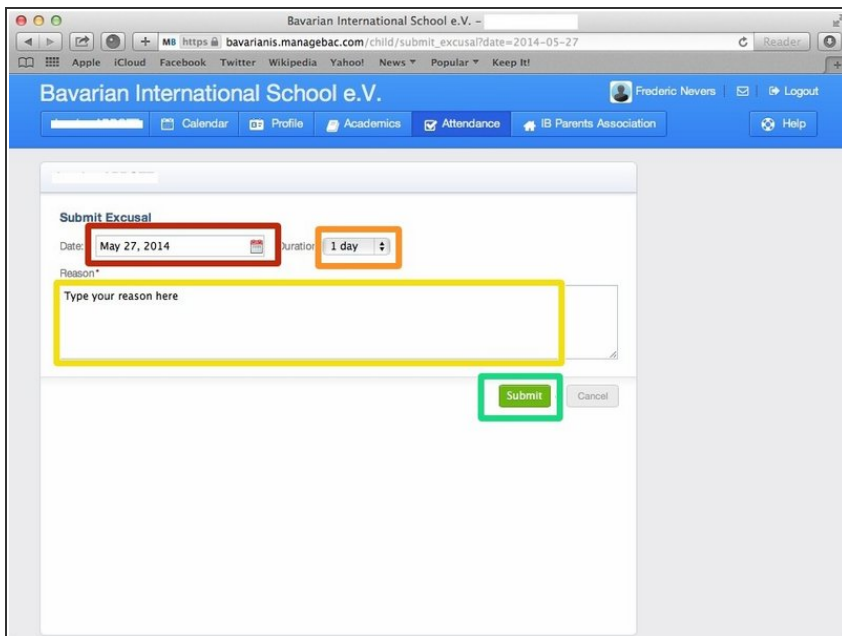 Bavarian International School e.V. –
MB https bavarianis.managebac.com/child/submit_excusal?date=2014-05-27 Reader
Apple iCloud Facebook Twitter Wikipedia Yahoo! News Popular Keep It!
Bavarian International School e.V. Frederic Nevers Logout
Calendar Profile Academics Attendance IB Parents Association Help
Submit Excusal
Date: May 27, 2014 Duration 1 day
Reason*
Type your reason here
Submit Cancel